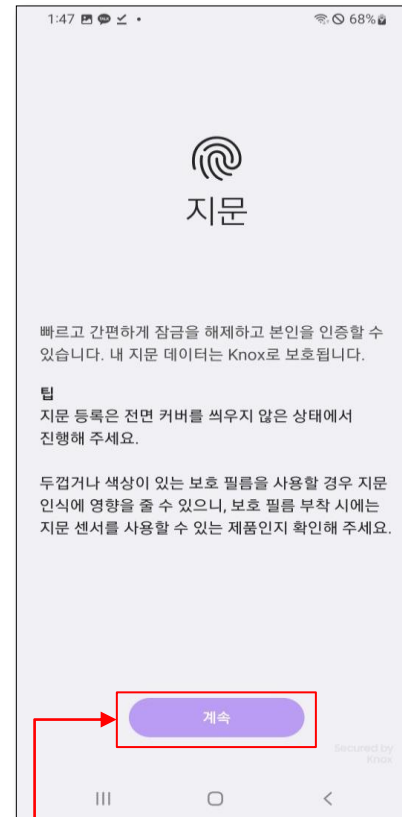 1:47 68%
지문
빠르고 간편하게 잠금을 해제하고 본인을 인증할 수
있습니다. 내 지문 데이터는 Knox로 보호됩니다.
팁
지문 등록은 전면 커버를 씌우지 않은 상태에서
진행해 주세요.
두껍거나 색상이 있는 보호 필름을 사용할 경우 지문
인식에 영향을 줄 수 있으니, 보호 필름 부착 시에는
지문 센서를 사용할 수 있는 제품인지 확인해 주세요.
계속
Secured by
Knox